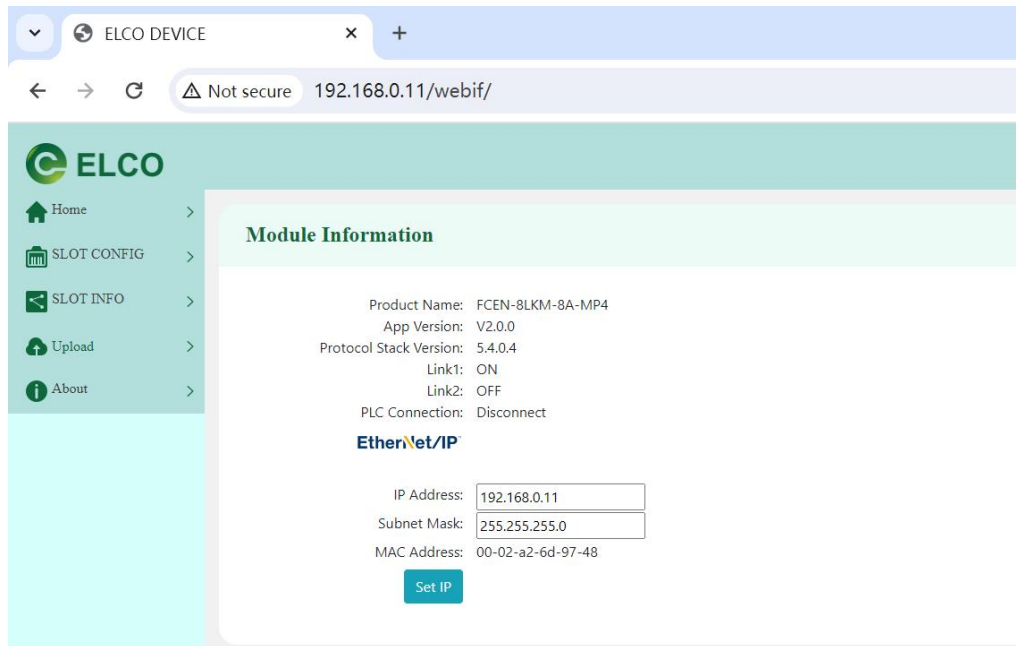 ELCO DEVICE
Not secure 192.168.0.11/webif/
ELCO
Home
SLOT CONFIG
SLOT INFO
Upload
About
Module Information
Product Name: FCEN-8LKM-8A-MP4
App Version: V2.0.0
Protocol Stack Version: 5.4.0.4
Link1: ON
Link2: OFF
PLC Connection: Disconnect
EtherNet/IP
IP Address: 192.168.0.11
Subnet Mask: 255.255.255.0
MAC Address: 00-02-a2-6d-97-48
Set IP